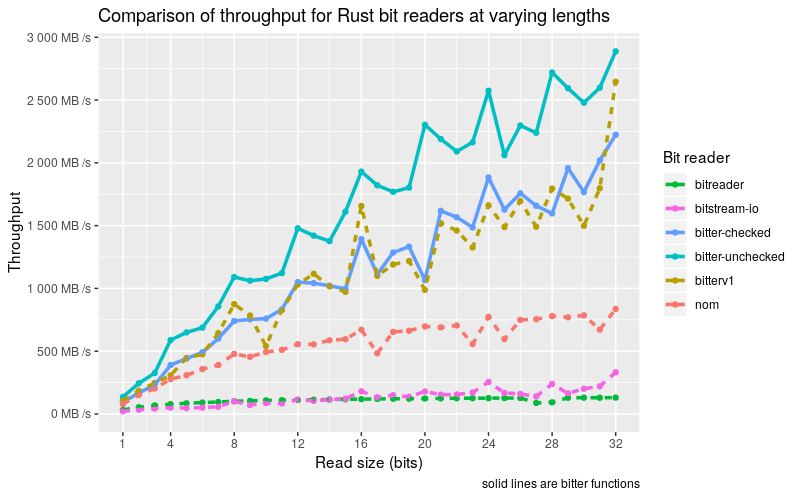 Comparison of throughput for Rust bit readers at varying lengths
3 000 MB /s
2 500 MB /s
2 000 MB /s
1 500 MB /s
1 000 MB /s
500 MB /s
0 MB /s
Throughput
1 4 8 12 16 20 24 28 32
Read size (bits)
Bit reader
bitreader
bitstream-io
bitter-checked
bitter-unchecked
bitterv1
nom
solid lines are bitter functions